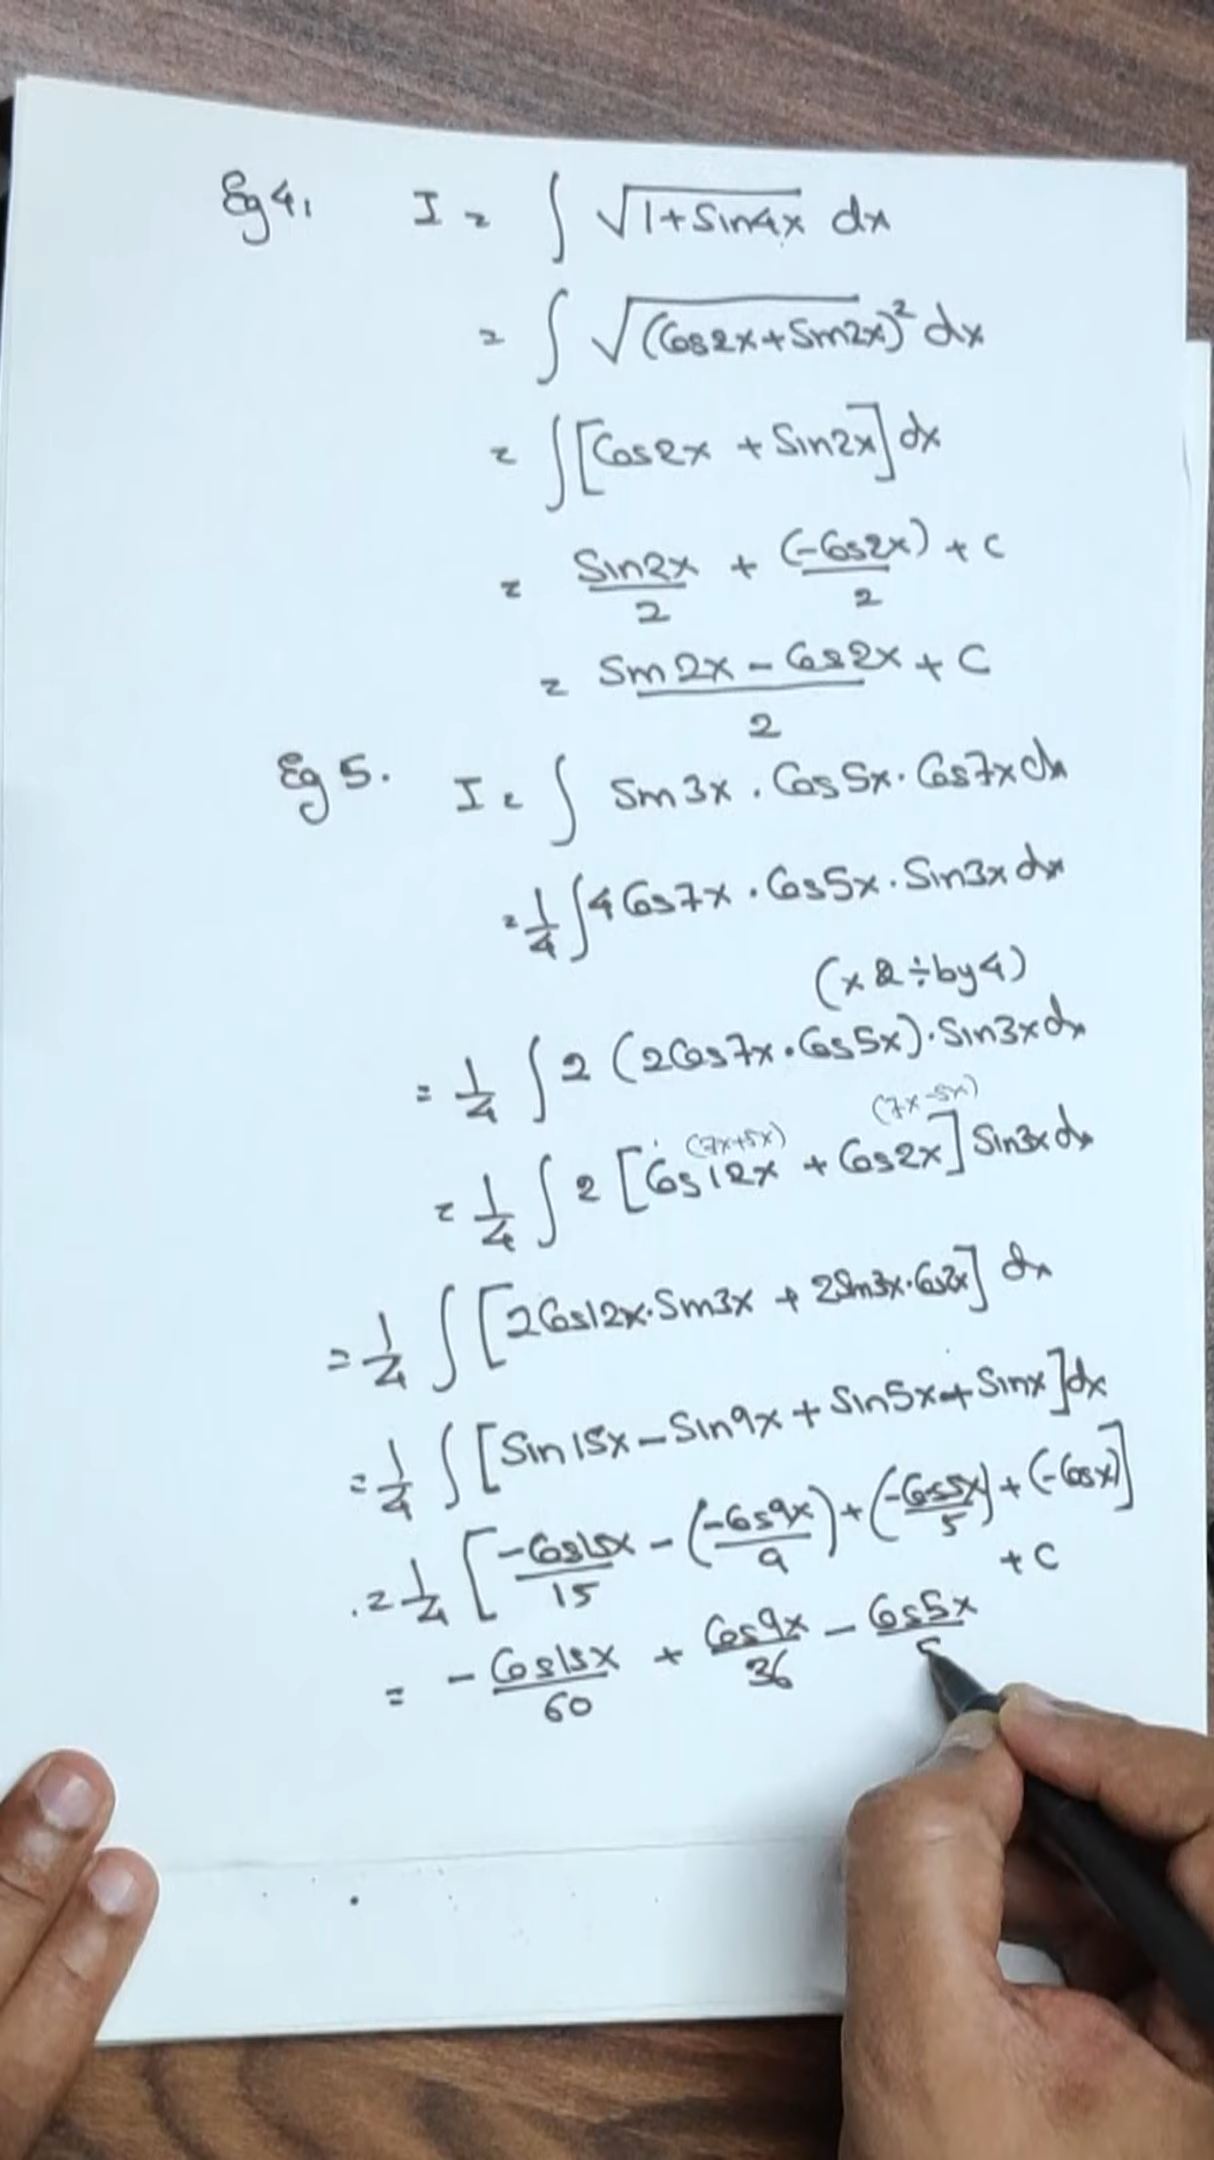 Eg 4. I = ∫ √(1+Sin4x) dx
= ∫ √(Cos2x+Sin2x)² dx
= ∫ [Cos2x + Sin2x] dx
= Sin2x/2 + (-Cos2x)/2 + C
= (Sin2x - Cos2x)/2 + C
Eg 5. I = ∫ Sin3x . Cos5x . Cos7x dx
= 1/4 ∫ 4 Cos7x . Cos5x . Sin3x dx
(x & ÷ by 4)
= 1/4 ∫ 2 (2Cos7x . Cos5x) . Sin3x dx
(7x+5x) (7x-5x)
= 1/4 ∫ 2 [Cos12x + Cos2x] Sin3x dx
= 1/4 ∫ [2Cos12x . Sin3x + 2Sin3x . Cos2x] dx
= 1/4 ∫ [Sin15x - Sin9x + Sin5x + Sinx] dx
= 1/4 [-Cos15x/15 - (-Cos9x/9) + (-Cos5x/5) + (-Cosx)]
+ C
= - Cos15x/60 + Cos9x/36 - Cos5x/